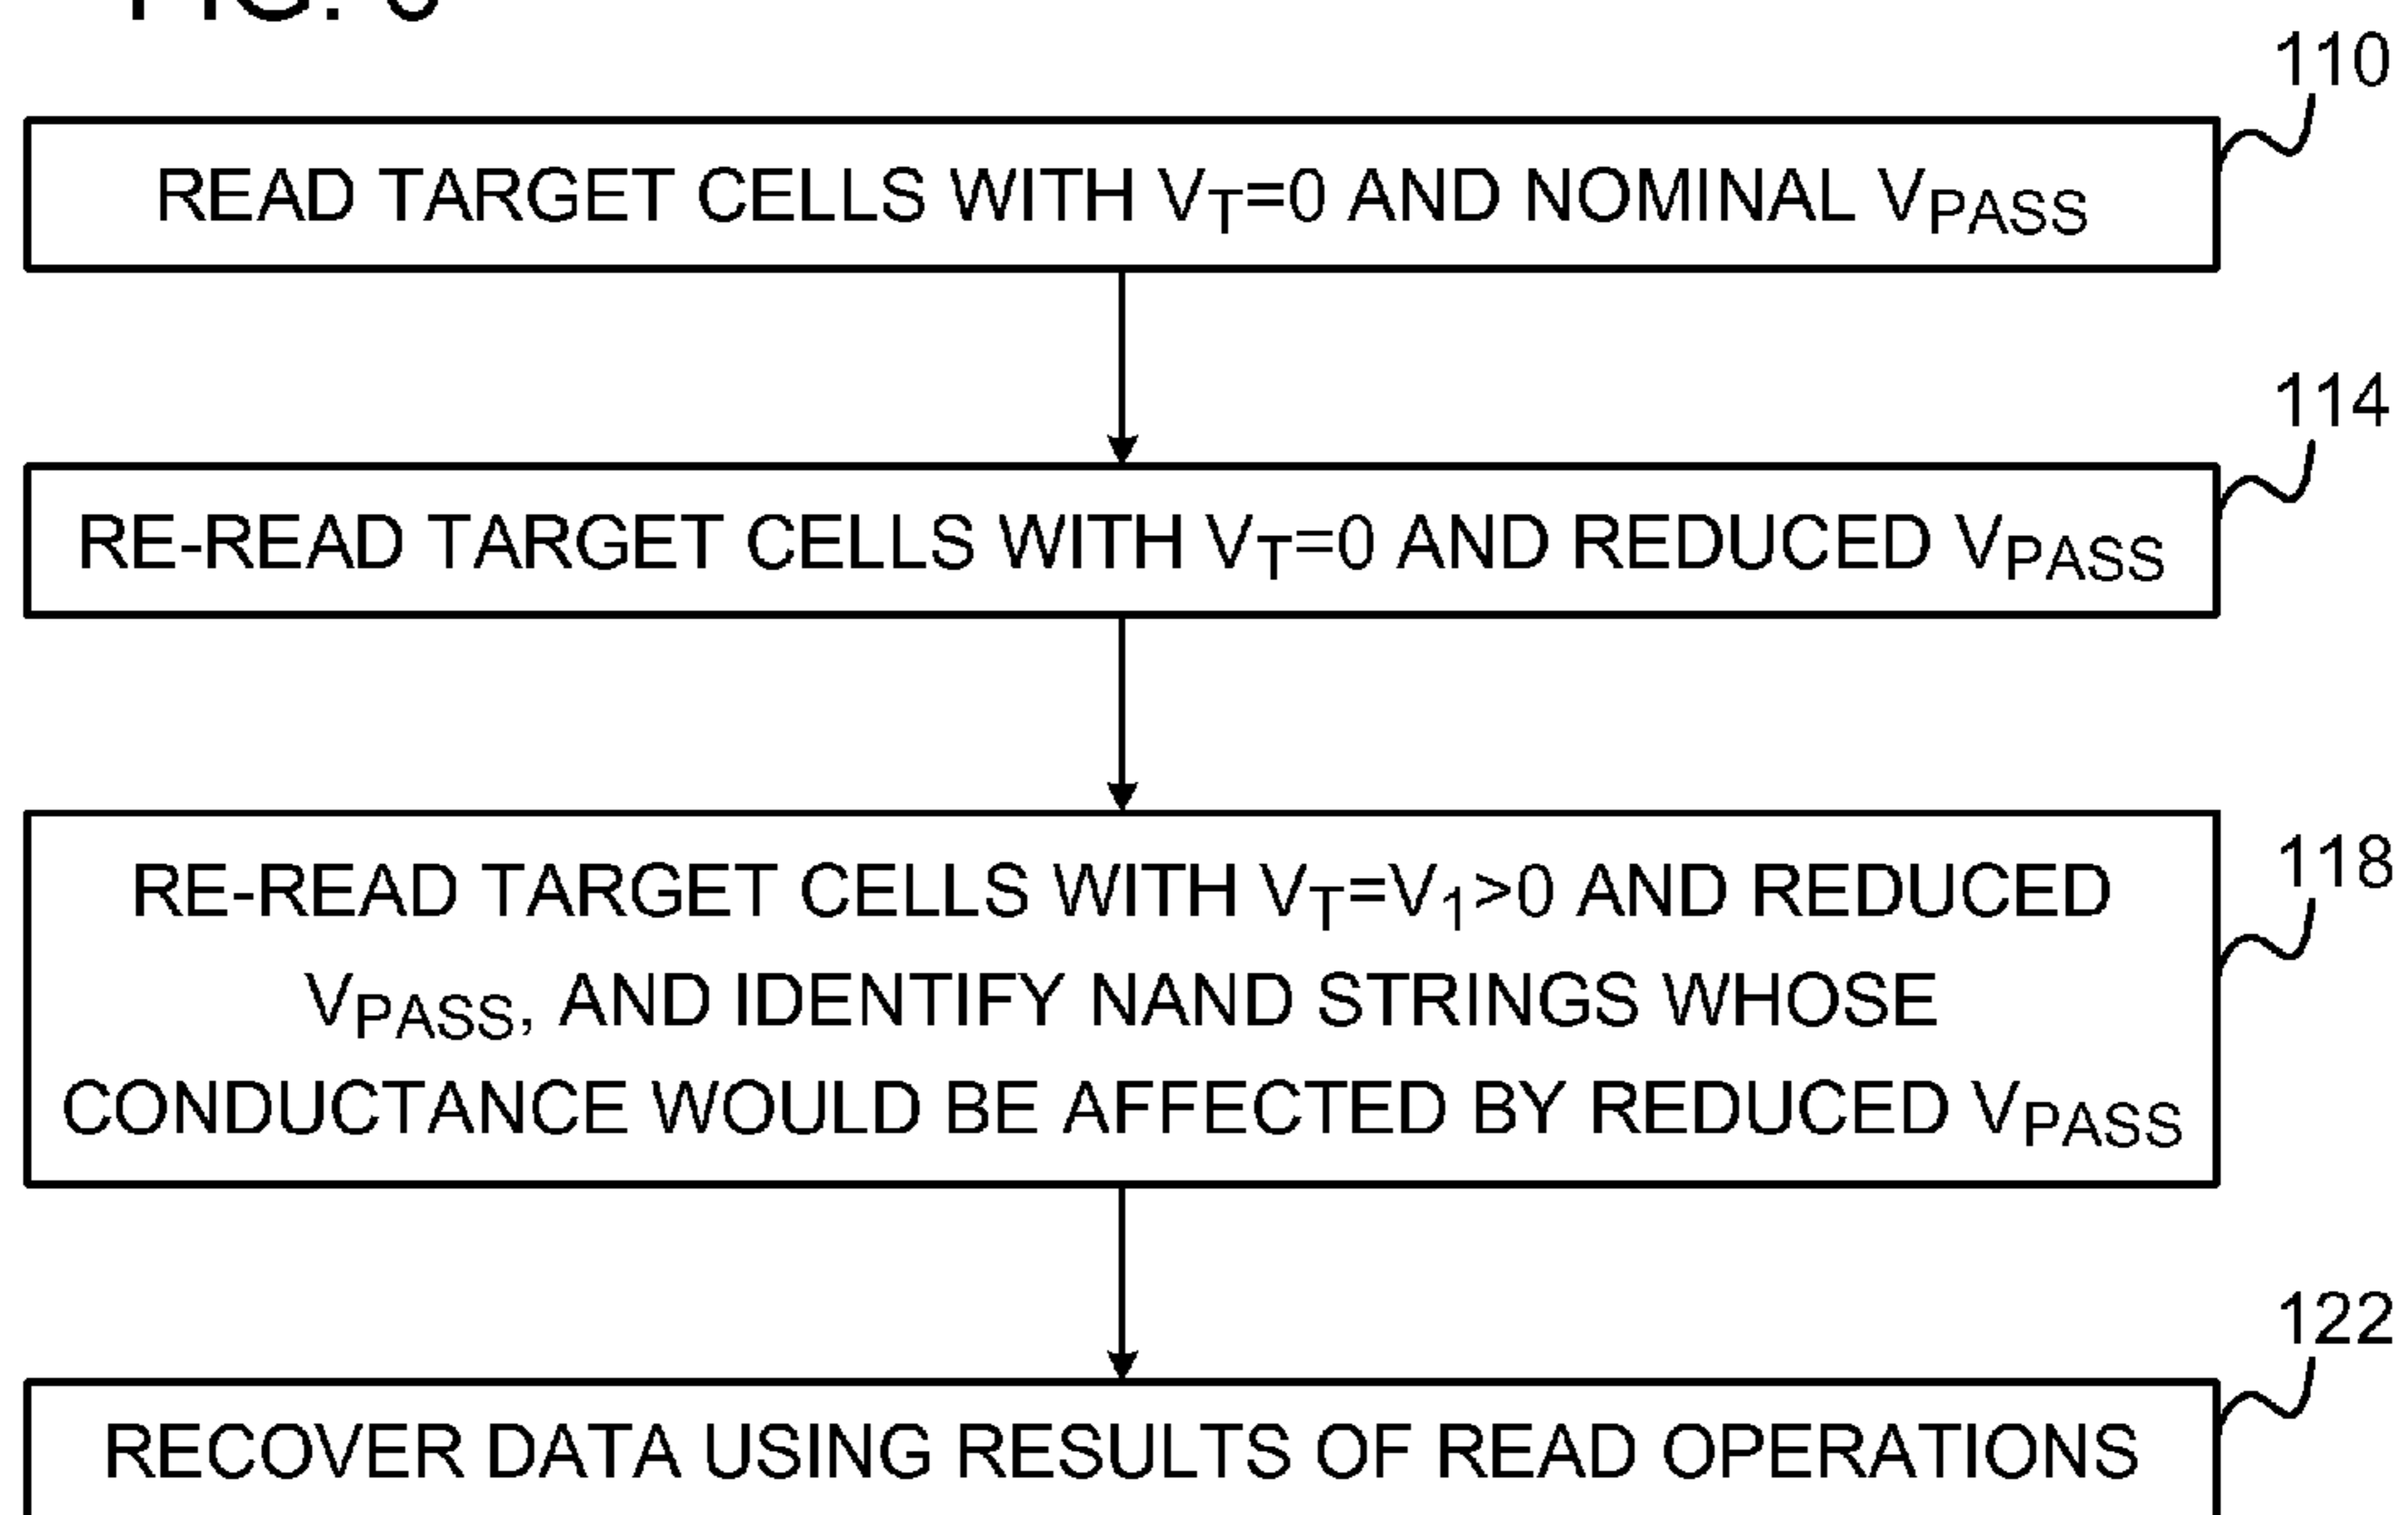 FIG.
110
READ TARGET CELLS WITH VT=0 AND NOMINAL VPASS
114
RE-READ TARGET CELLS WITH VT=0 AND REDUCED VPASS
118
RE-READ TARGET CELLS WITH VT=V1>0 AND REDUCED
VPASS, AND IDENTIFY NAND STRINGS WHOSE
CONDUCTANCE WOULD BE AFFECTED BY REDUCED VPASS
122
RECOVER DATA USING RESULTS OF READ OPERATIONS